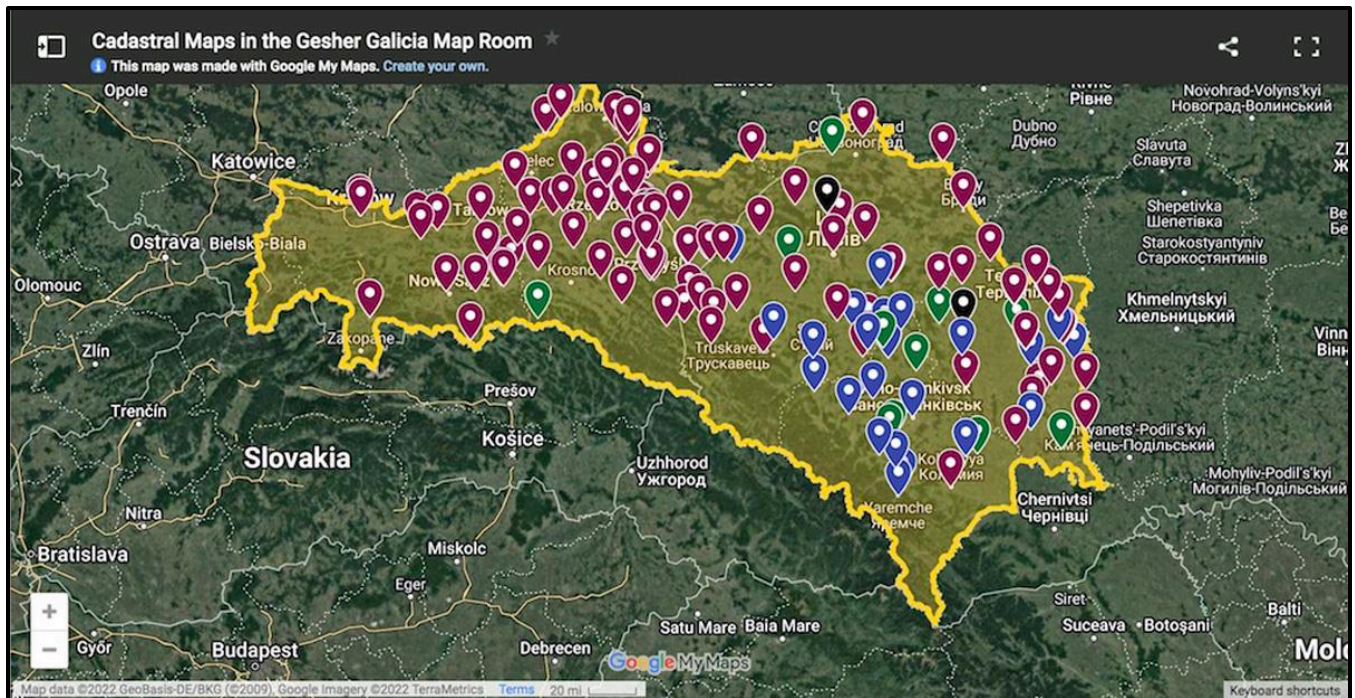 Cadastral Maps in the Gesher Galicia Map Room
This map was made with Google My Maps. Create your own.
Opole
Рівне
Novohrad-Volyns'kyi
Новоград-Волинський
Dubno
Дубно
Slavuta
Славута
Katowice
Shepetivka
Шепетівка
Ostrava
Bielsko-Biala
Starokostyantyniv
Старокостянтинів
Olomouc
Krosno
Khmelnytskyi
Хмельницький
Zakopane
Truskavets
Трускавець
Zlín
Prešov
Trenčín
Košice
Slovakia
Uzhhorod
Ужгород
Кам'янець-Подільський
Mohyliv-Podil's'kyi
Могилів-Подільський
Nitra
Yaremche
Яремче
Chernivtsi
Чернівці
Bratislava
Miskolc
Eger
Siret
Győr
Budapest
Debrecen
Satu Mare
Baia Mare
Suceava
Botoșani
Bălți
Google My Maps
Map data ©2022 GeoBasis-DE/BKG (©2009), Google Imagery ©2022 TerraMetrics
Terms
20 mi
Keyboard shortcuts